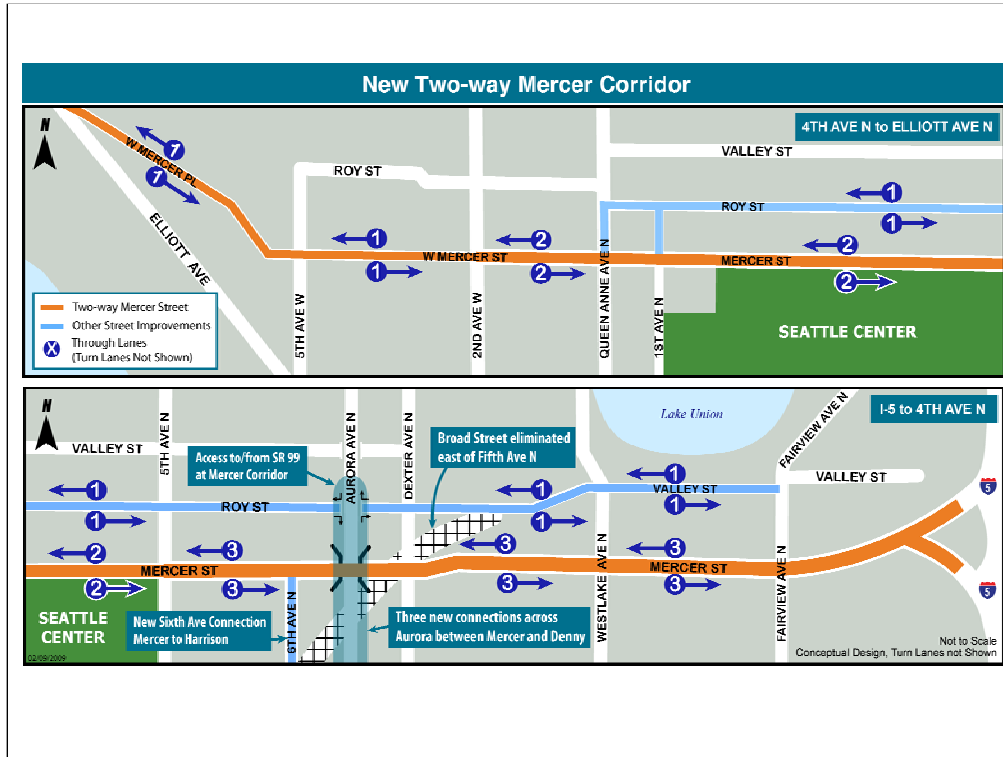 New Two-way Mercer Corridor
N
4TH AVE N to ELLIOTT AVE N
VALLEY ST
W MERCER PL
1
1
ROY ST
1
ROY ST
1
ELLIOTT AVE
1
2
2
W MERCER ST
MERCER ST
1
2
2
QUEEN ANNE AVE N
5TH AVE W
2ND AVE W
1ST AVE N
SEATTLE CENTER
Two-way Mercer Street
Other Street Improvements
X
Through Lanes
(Turn Lanes Not Shown)
N
I-5 to 4TH AVE N
Lake Union
FAIRVIEW AVE N
5TH AVE N
AURORA AVE N
DEXTER AVE N
Broad Street eliminated
east of Fifth Ave N
VALLEY ST
Access to/from SR 99
at Mercer Corridor
1
1
1
VALLEY ST
VALLEY ST
5
ROY ST
1
1
1
2
3
3
3
MERCER ST
MERCER ST
2
3
3
3
5
WESTLAKE AVE N
FAIRVIEW AVE N
SEATTLE
CENTER
New Sixth Ave Connection
Mercer to Harrison
6TH AVE N
Three new connections across
Aurora between Mercer and Denny
Not to Scale
Conceptual Design, Turn Lanes not Shown
02/09/2009